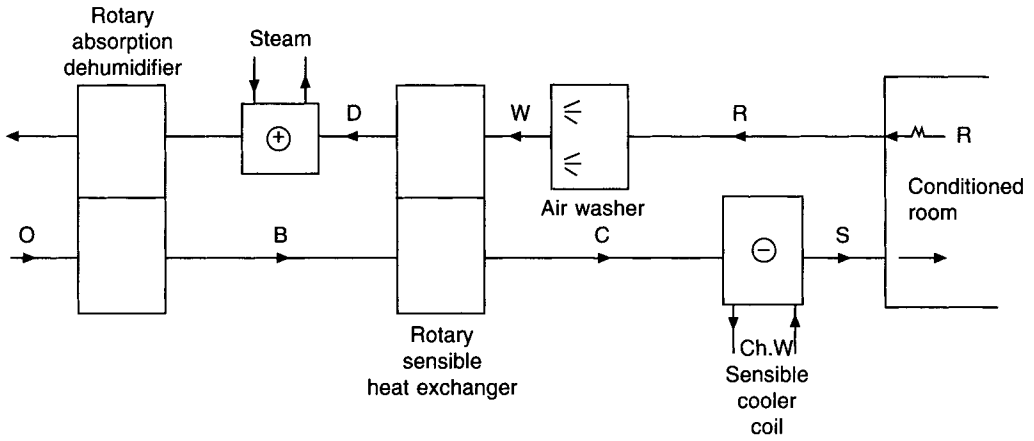 Rotary
absorption
dehumidifier
Steam
D
W
R
R
Conditioned
room
Air washer
O
B
C
S
Rotary
sensible
heat exchanger
Ch.W
Sensible
cooler
coil